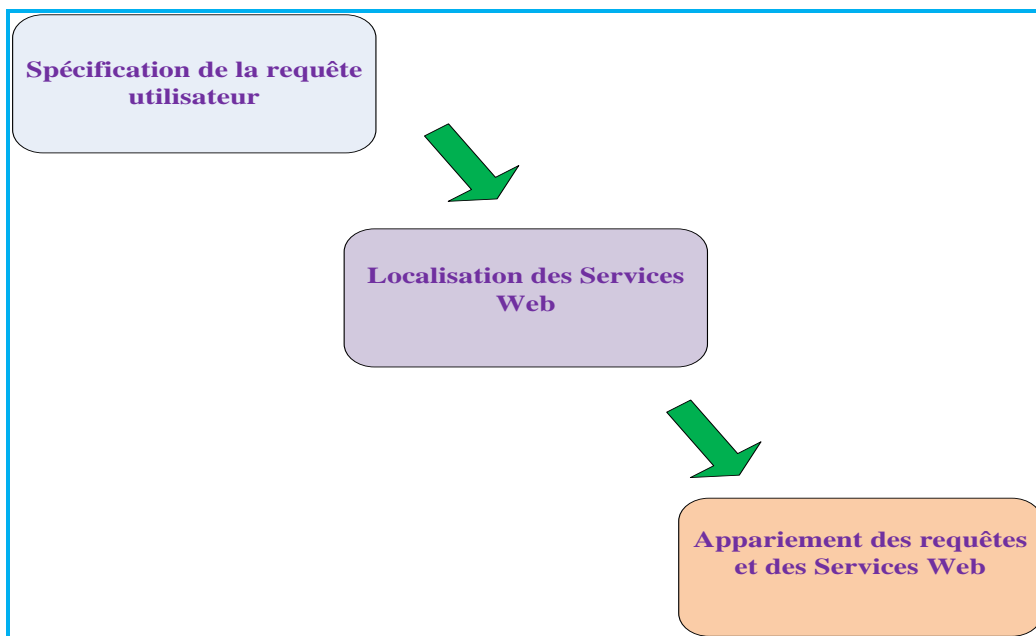 Spécification de la requête
utilisateur
Localisation des Services
Web
Appariement des requêtes
et des Services Web